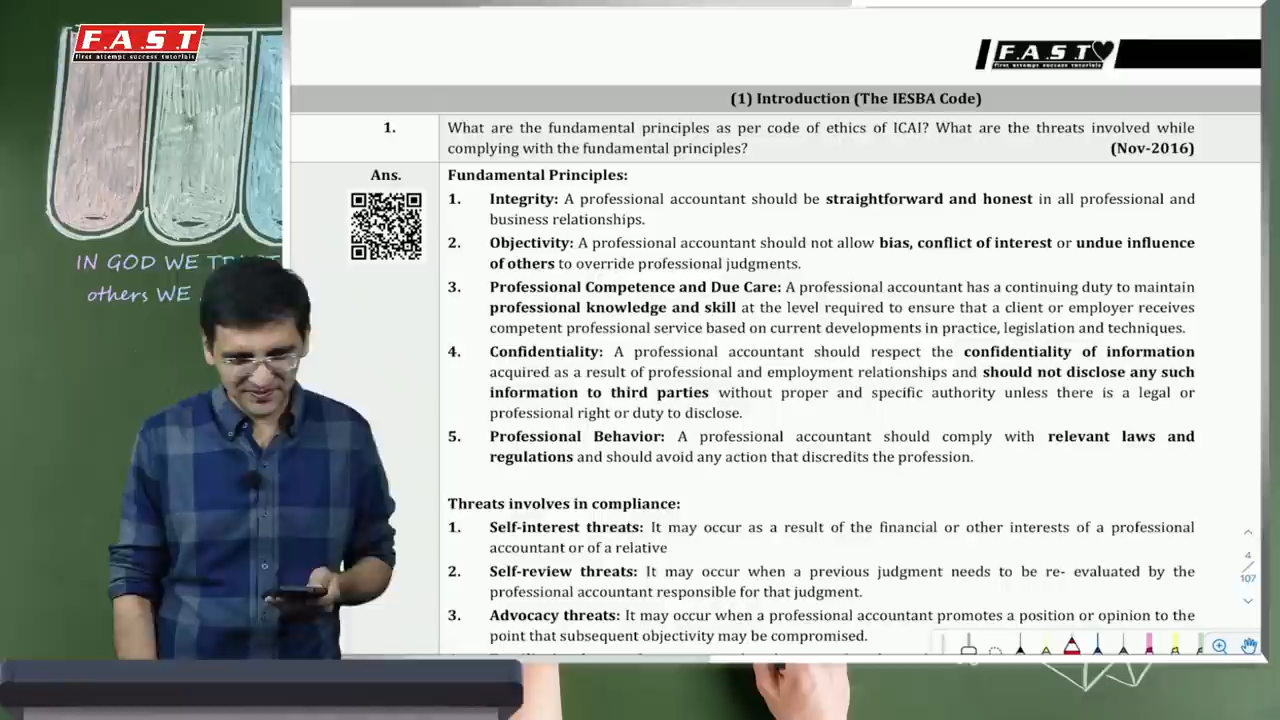 F.A.S.T
first attempt success tutorials
IN GOD WE TRUST
others WE
F.A.S.T
first attempt success tutorials
(1) Introduction (The IESBA Code)
1. What are the fundamental principles as per code of ethics of ICAI? What are the threats involved while
complying with the fundamental principles? (Nov-2016)
Ans. Fundamental Principles:
1. Integrity: A professional accountant should be straightforward and honest in all professional and
business relationships.
2. Objectivity: A professional accountant should not allow bias, conflict of interest or undue influence
of others to override professional judgments.
3. Professional Competence and Due Care: A professional accountant has a continuing duty to maintain
professional knowledge and skill at the level required to ensure that a client or employer receives
competent professional service based on current developments in practice, legislation and techniques.
4. Confidentiality: A professional accountant should respect the confidentiality of information
acquired as a result of professional and employment relationships and should not disclose any such
information to third parties without proper and specific authority unless there is a legal or
professional right or duty to disclose.
5. Professional Behavior: A professional accountant should comply with relevant laws and
regulations and should avoid any action that discredits the profession.
Threats involves in compliance:
1. Self-interest threats: It may occur as a result of the financial or other interests of a professional
accountant or of a relative
2. Self-review threats: It may occur when a previous judgment needs to be re- evaluated by the
professional accountant responsible for that judgment.
3. Advocacy threats: It may occur when a professional accountant promotes a position or opinion to the
point that subsequent objectivity may be compromised.
4
107